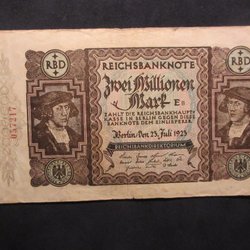 RBD
REICHSBANKNOTE
RBD
Zwei Millionen
Mark
ZAHLT DIE REICHSBANKHAUPT-
KASSE IN BERLIN GEGEN DIESE
BANKNOTE DEM EINLIEFERER
Berlin, den 23. Juli 1923
REICHSBANKDIREKTORIUM